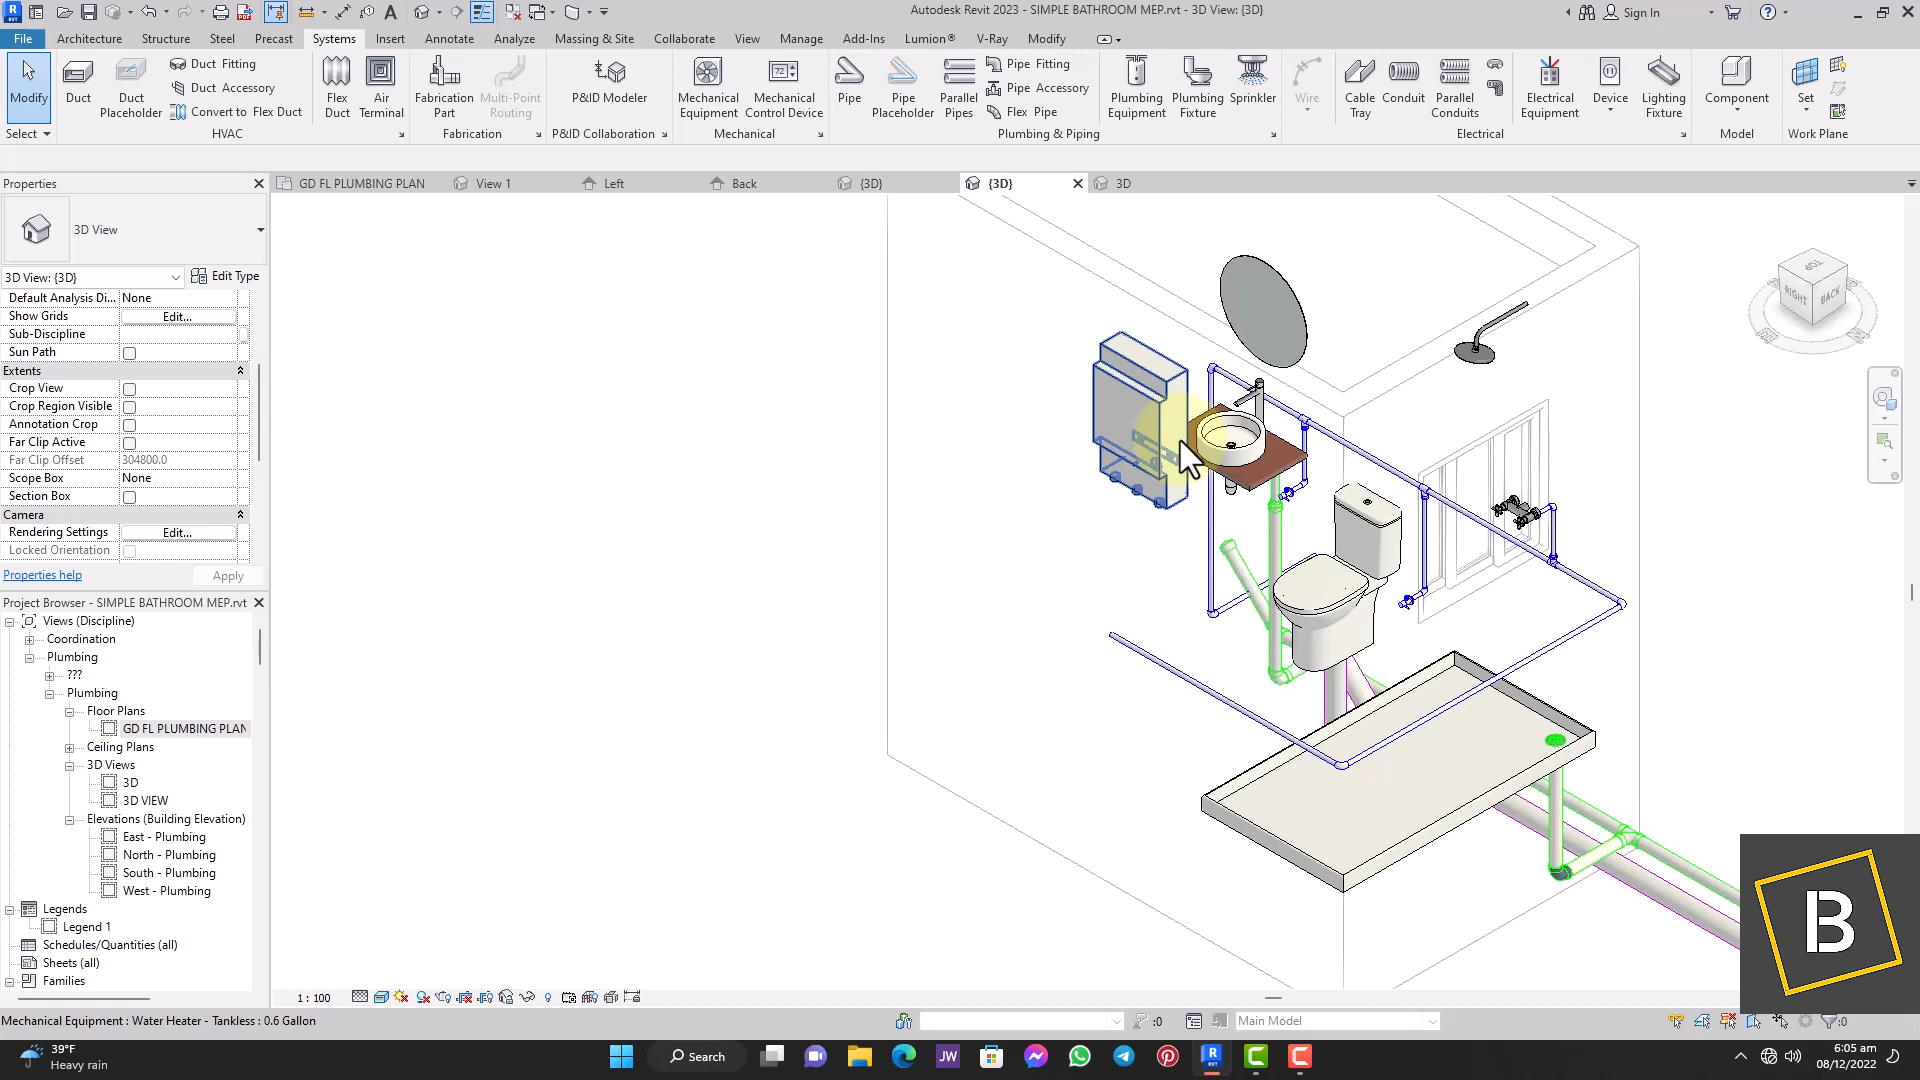 Autodesk Revit 2023 - SIMPLE BATHROOM MEP.rvt - 3D View: {3D}
Sign In
File Architecture Structure Steel Precast Systems Insert Annotate Analyze Massing & Site Collaborate View Manage Add-Ins Lumion® V-Ray Modify
Modify
Duct
Duct Placeholder
Duct Fitting
Duct Accessory
Convert to Flex Duct
Flex Duct
Air Terminal
Fabrication Part
Multi-Point Routing
P&ID Modeler
Mechanical Equipment
Mechanical Control Device
Pipe
Pipe Placeholder
Parallel Pipes
Pipe Fitting
Pipe Accessory
Flex Pipe
Plumbing Equipment
Plumbing Fixture
Sprinkler
Wire
Cable Tray
Conduit
Parallel Conduits
Electrical Equipment
Device
Lighting Fixture
Component
Set
Select HVAC Fabrication P&ID Collaboration Mechanical Plumbing & Piping Electrical Model Work Plane
Properties
GD FL PLUMBING PLAN View 1 Left Back {3D} {3D} 3D
3D View
3D View: {3D} Edit Type
Default Analysis Di... None
Show Grids Edit...
Sub-Discipline
Sun Path
Extents
Crop View
Crop Region Visible
Annotation Crop
Far Clip Active
Far Clip Offset 304800.0
Scope Box None
Section Box
Camera
Rendering Settings Edit...
Locked Orientation
Properties help Apply
Project Browser - SIMPLE BATHROOM MEP.rvt
Views (Discipline)
Coordination
Plumbing
???
Plumbing
Floor Plans
GD FL PLUMBING PLAN
Ceiling Plans
3D Views
3D
3D VIEW
Elevations (Building Elevation)
East - Plumbing
North - Plumbing
South - Plumbing
West - Plumbing
Legends
Legend 1
Schedules/Quantities (all)
Sheets (all)
Families
TOP
RIGHT
BACK
B
1 : 100
Mechanical Equipment : Water Heater - Tankless : 0.6 Gallon
:0
Main Model
:0
39°F
Heavy rain
Search
JW
6:05 am
08/12/2022